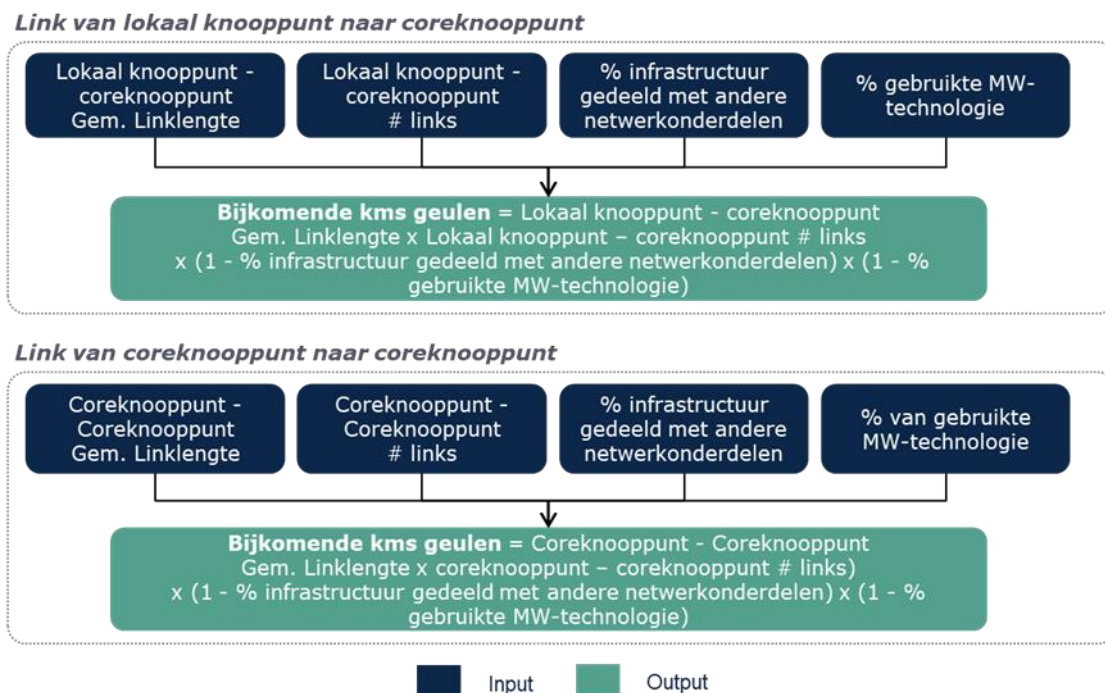 Link van lokaal knooppunt naar coreknooppunt
Lokaal knooppunt -
coreknooppunt
Gem. Linklengte
Lokaal knooppunt -
coreknooppunt
# links
% infrastructuur
gedeeld met andere
netwerkonderdelen
% gebruikte MW-
technologie
Bijkomende kms geulen = Lokaal knooppunt - coreknooppunt
Gem. Linklengte x Lokaal knooppunt – coreknooppunt # links
x (1 - % infrastructuur gedeeld met andere netwerkonderdelen) x (1 - %
gebruikte MW-technologie)
Link van coreknooppunt naar coreknooppunt
Coreknooppunt -
Coreknooppunt
Gem. Linklengte
Coreknooppunt -
Coreknooppunt
# links
% infrastructuur
gedeeld met andere
netwerkonderdelen
% van gebruikte
MW-technologie
Bijkomende kms geulen = Coreknooppunt - Coreknooppunt
Gem. Linklengte x coreknooppunt – coreknooppunt # links)
x (1 - % infrastructuur gedeeld met andere netwerkonderdelen) x (1 - %
gebruikte MW-technologie)
Input
Output